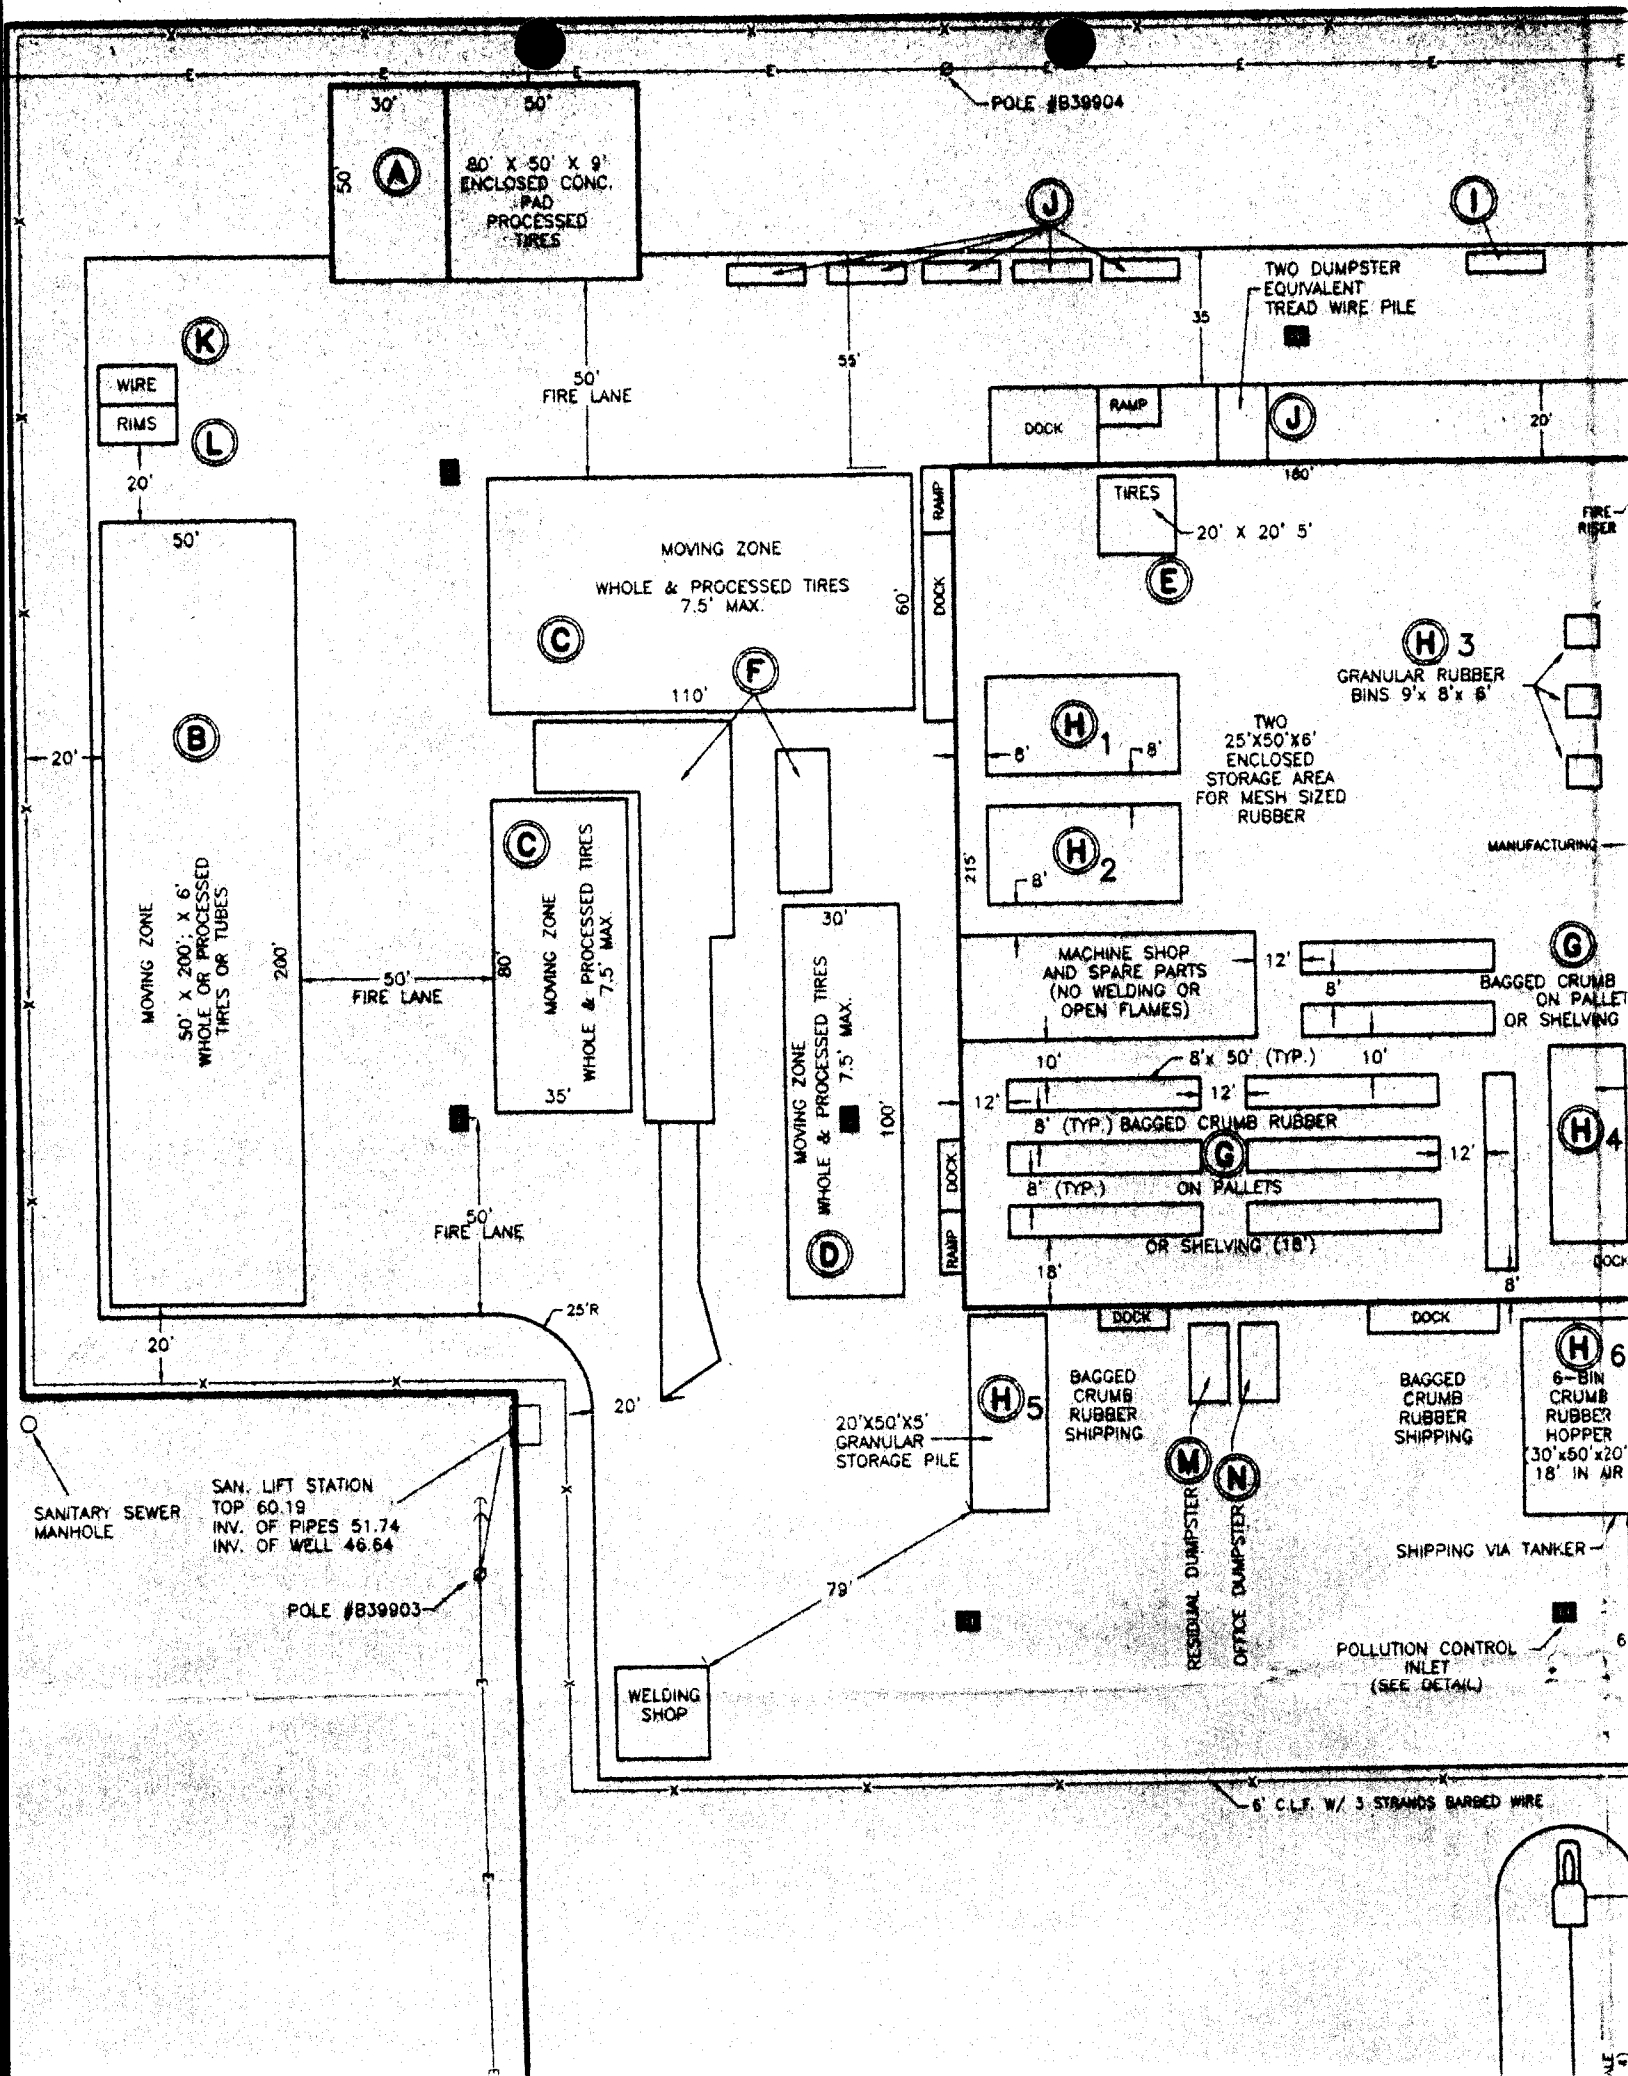 POLE #B39904
30'
50'
50'
A
80' X 50' X 9'
ENCLOSED CONC.
PAD
PROCESSED
TIRES
J
I
TWO DUMPSTER
EQUIVALENT
TREAD WIRE PILE
35
55'
K
WIRE
RIMS
L
20'
50'
FIRE LANE
DOCK
RAMP
J
20'
180'
TIRES
20' X 20' 5'
E
FIRE
RISER
RAMP
DOCK
50'
MOVING ZONE
WHOLE & PROCESSED TIRES
7.5' MAX.
60'
C
F
110'
H 3
GRANULAR RUBBER
BINS 9'x 8'x 6'
B
20'
H 1
8'
8'
TWO
25'X50'X6'
ENCLOSED
STORAGE AREA
FOR MESH SIZED
RUBBER
H 2
8'
215'
MANUFACTURING
MOVING ZONE
50' X 200'; X 6'
WHOLE OR PROCESSED
TIRES OR TUBES
200'
50'
FIRE LANE
C
80'
MOVING ZONE
WHOLE & PROCESSED TIRES
7.5' MAX
35'
30'
MOVING ZONE
WHOLE & PROCESSED TIRES
7.5' MAX.
100'
D
MACHINE SHOP
AND SPARE PARTS
(NO WELDING OR
OPEN FLAMES)
12'
8'
G
BAGGED CRUMB
ON PALLET
OR SHELVING
10'
8'x 50' (TYP.)
10'
12'
12'
8' (TYP.) BAGGED CRUMB RUBBER
G
12'
8' (TYP.)
ON PALLETS
OR SHELVING (18')
18'
8'
H 4
DOCK
DOCK
RAMP
50'
FIRE LANE
25'R
20'
20'
DOCK
DOCK
H 5
20'X50'X5'
GRANULAR
STORAGE PILE
BAGGED
CRUMB
RUBBER
SHIPPING
M
RESIDUAL DUMPSTER
N
OFFICE DUMPSTER
BAGGED
CRUMB
RUBBER
SHIPPING
H 6
6-BIN
CRUMB
RUBBER
HOPPER
30'x50'x20'
18' IN AIR
SHIPPING VIA TANKER
SANITARY SEWER
MANHOLE
SAN. LIFT STATION
TOP 60.19
INV. OF PIPES 51.74
INV. OF WELL 46.64
POLE #B39903
79'
WELDING
SHOP
POLLUTION CONTROL
INLET
(SEE DETAIL)
6
6' C.L.F. W/ 3 STRANDS BARBED WIRE